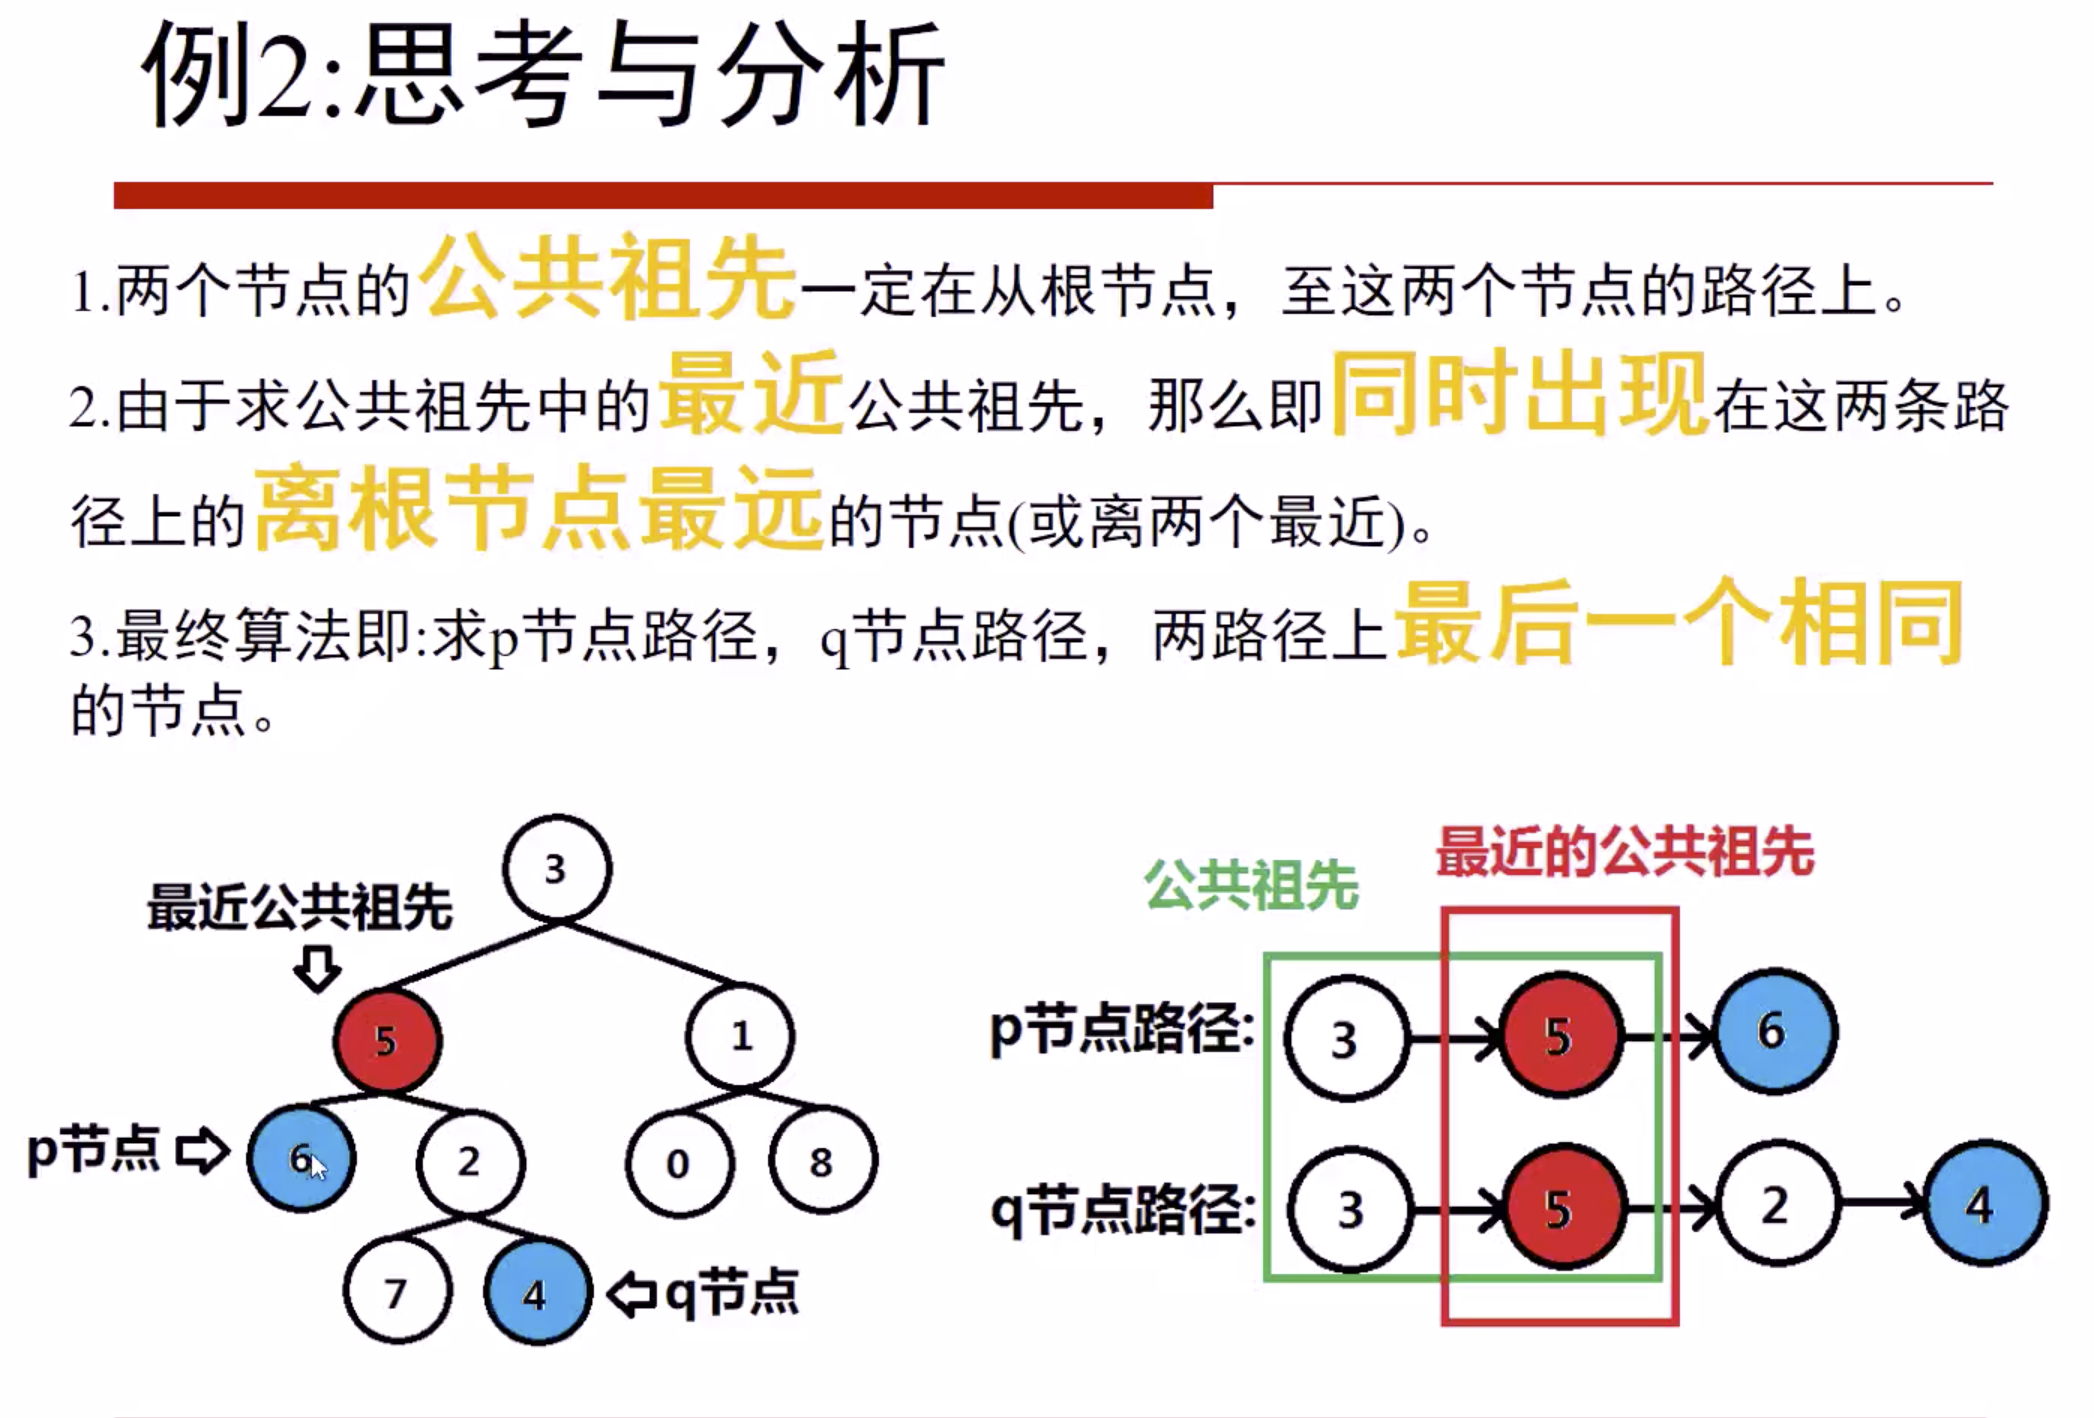 例2:思考与分析
1.两个节点的公共祖先一定在从根节点，至这两个节点的路径上。
2.由于求公共祖先中的最近公共祖先，那么即同时出现在这两条路
径上的离根节点最远的节点(或离两个最近)。
3.最终算法即:求p节点路径，q节点路径，两路径上最后一个相同
的节点。
最近公共祖先
3
5
1
p节点
6
2
0
8
7
4
q节点
公共祖先
最近的公共祖先
p节点路径:
3
5
6
q节点路径:
3
5
2
4